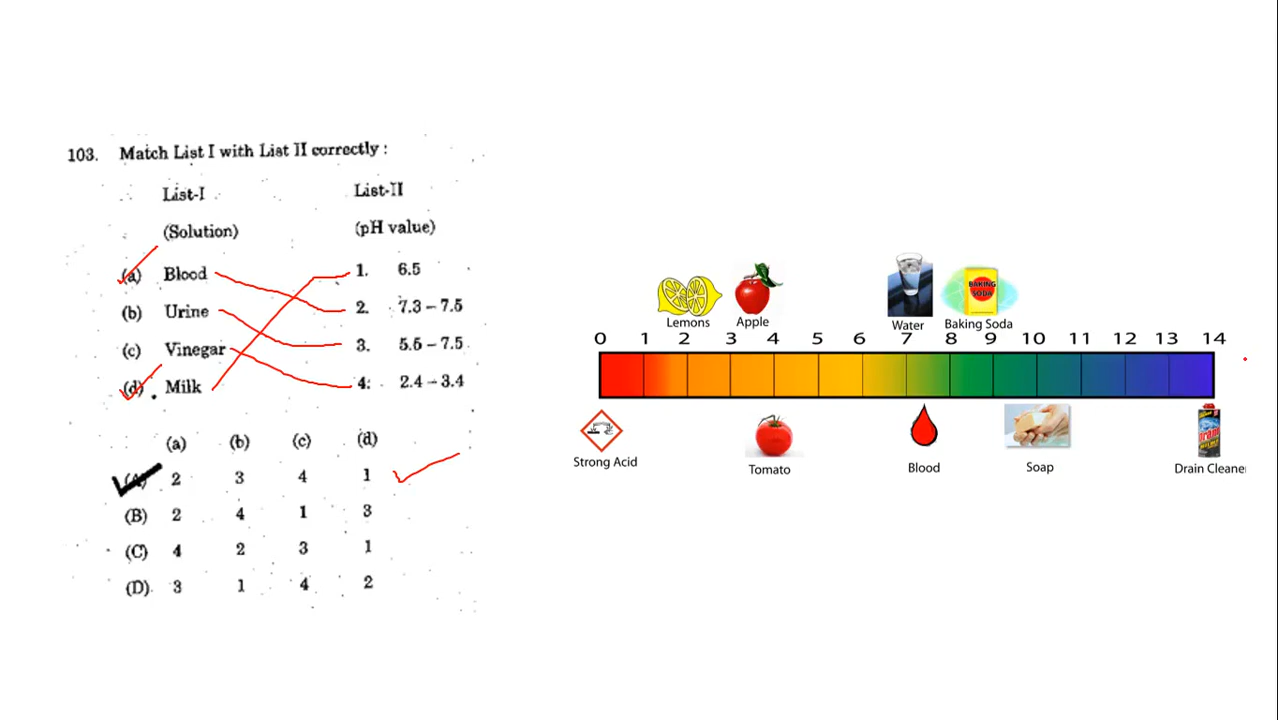 103. Match List I with List II correctly :
List-I List-II
(Solution) (pH value)
(a) Blood 1. 6.5
(b) Urine 2. 7.3 – 7.5
(c) Vinegar 3. 5.5 – 7.5
(d) Milk 4. 2.4 – 3.4
(a) (b) (c) (d)
(A) 2 3 4 1
(B) 2 4 1 3
(C) 4 2 3 1
(D) 3 1 4 2
BAKING
SODA
Lemons Apple Water Baking Soda
0 1 2 3 4 5 6 7 8 9 10 11 12 13 14
Strong Acid Tomato Blood Soap Drain Cleane